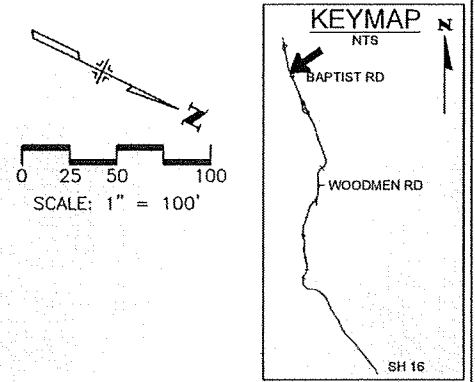 N
0 25 50 100
SCALE: 1" = 100'
KEYMAP
NTS
N
BAPTIST RD
WOODMEN RD
SH 16